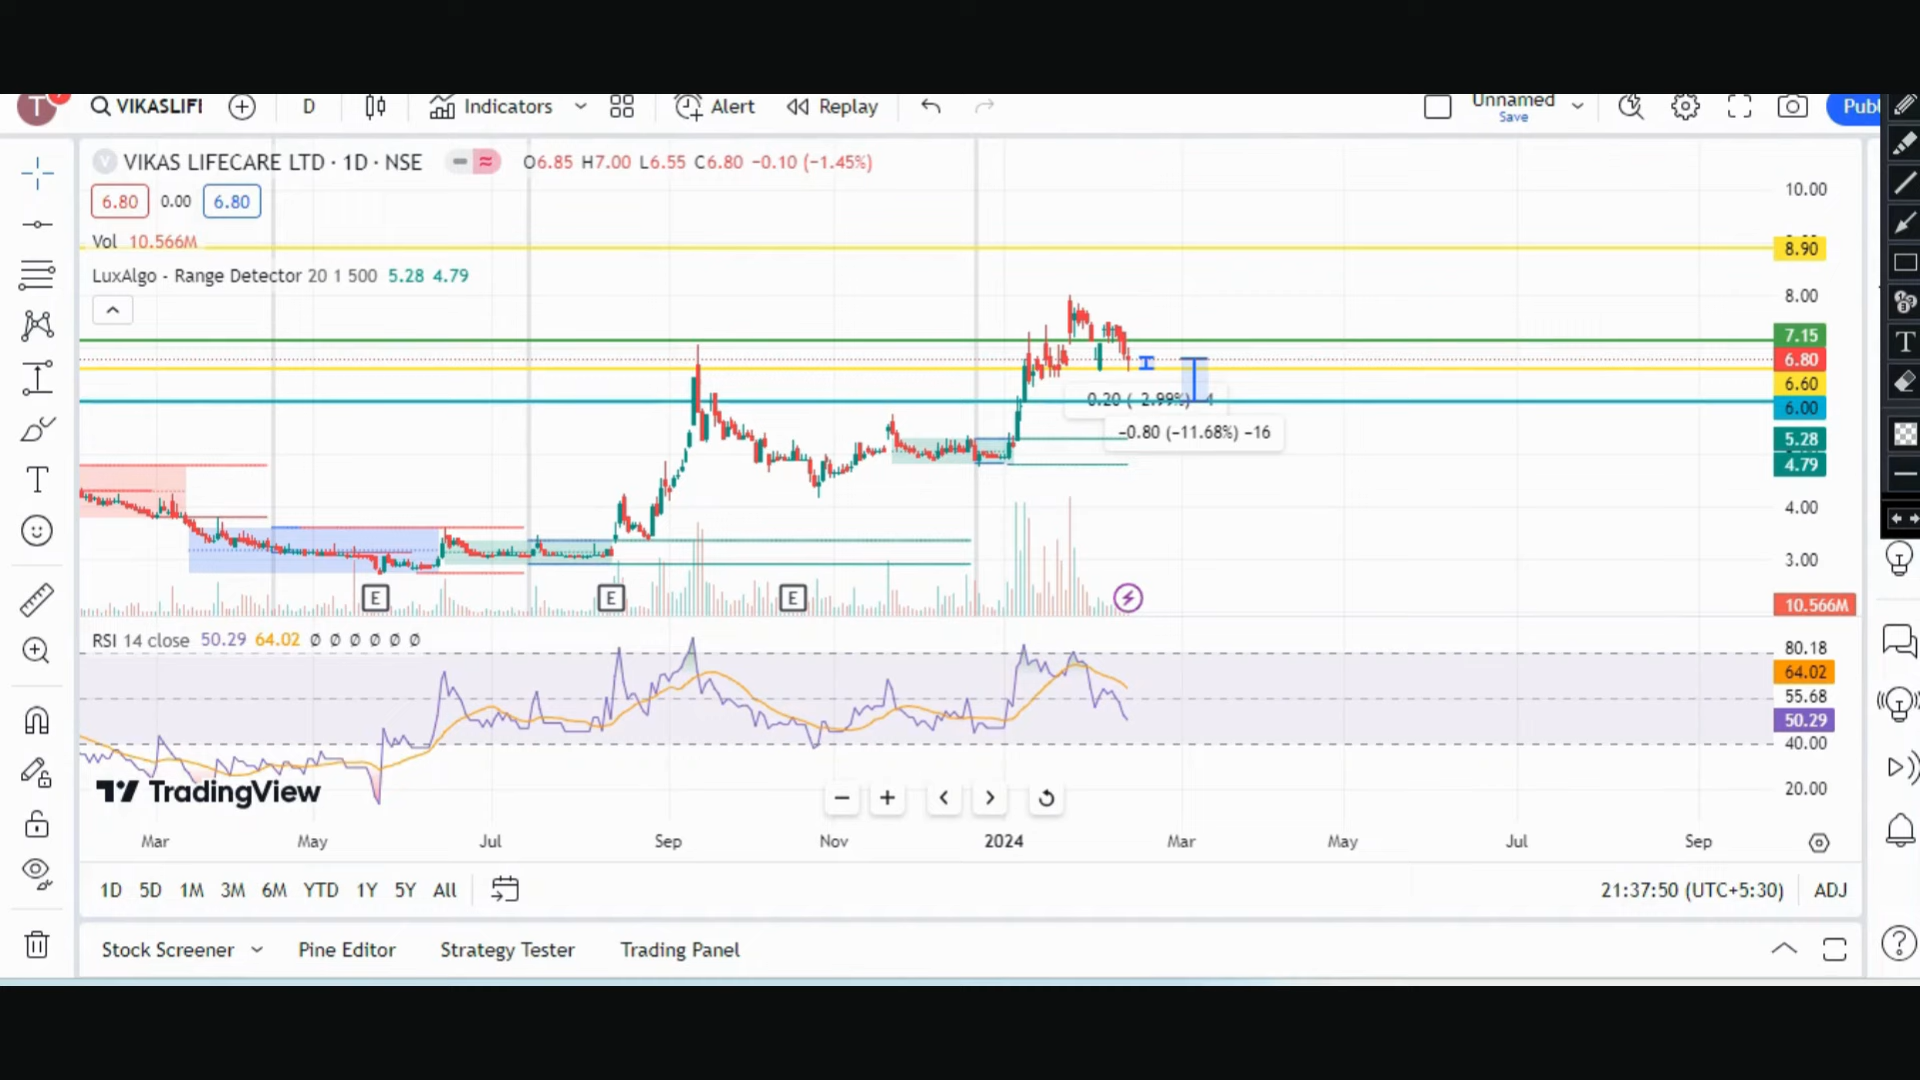 T
VIKASLIFI
D
Indicators
Alert
Replay
Unnamed
Save
Publ
VIKAS LIFECARE LTD · 1D · NSE
O6.85 H7.00 L6.55 C6.80 −0.10 (−1.45%)
6.80 0.00 6.80
Vol 10.566M
LuxAlgo - Range Detector 20 1 500 5.28 4.79
10.00
8.90
8.00
7.15
6.80
6.60
6.00
5.28
4.79
4.00
3.00
10.566M
0.20 ( 2.99%)
−0.80 (−11.68%) −16
E
E
E
RSI 14 close 50.29 64.02 ∅ ∅ ∅ ∅ ∅ ∅
80.18
64.02
55.68
50.29
40.00
20.00
TradingView
Mar May Jul Sep Nov 2024 Mar May Jul Sep
1D 5D 1M 3M 6M YTD 1Y 5Y All
21:37:50 (UTC+5:30) ADJ
Stock Screener Pine Editor Strategy Tester Trading Panel